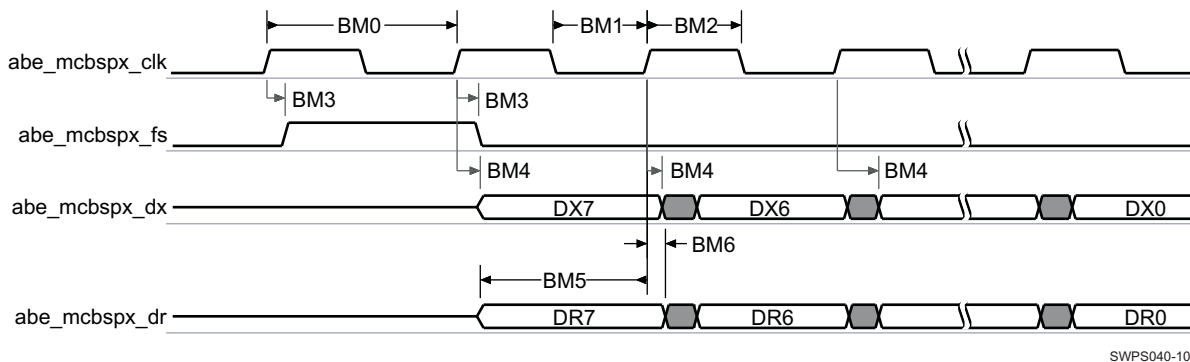 BM0
BM1
BM2
abe_mcbspx_clk
BM3
BM3
abe_mcbspx_fs
BM4
BM4
BM4
abe_mcbspx_dx
DX7
DX6
DX0
BM6
BM5
abe_mcbspx_dr
DR7
DR6
DR0
SWPS040-10